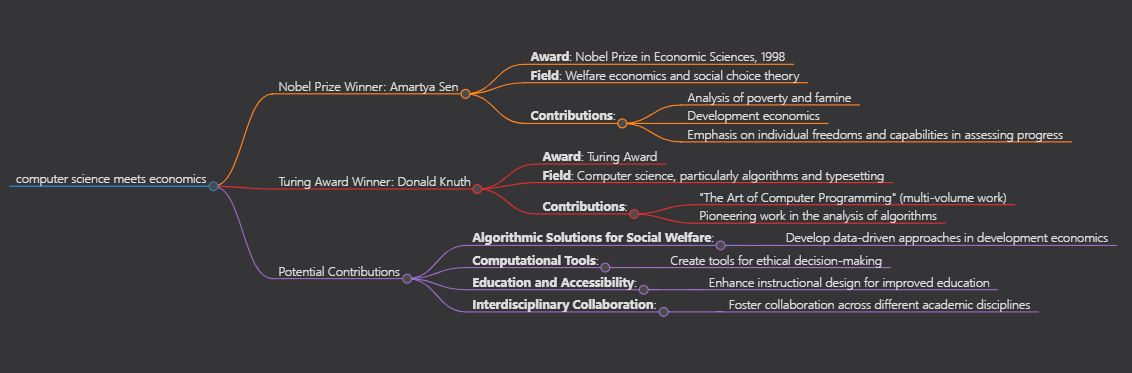 computer science meets economics
Nobel Prize Winner: Amartya Sen
Award: Nobel Prize in Economic Sciences, 1998
Field: Welfare economics and social choice theory
Contributions:
Analysis of poverty and famine
Development economics
Emphasis on individual freedoms and capabilities in assessing progress
Turing Award Winner: Donald Knuth
Award: Turing Award
Field: Computer science, particularly algorithms and typesetting
Contributions:
"The Art of Computer Programming" (multi-volume work)
Pioneering work in the analysis of algorithms
Potential Contributions
Algorithmic Solutions for Social Welfare:
Develop data-driven approaches in development economics
Computational Tools:
Create tools for ethical decision-making
Education and Accessibility:
Enhance instructional design for improved education
Interdisciplinary Collaboration:
Foster collaboration across different academic disciplines